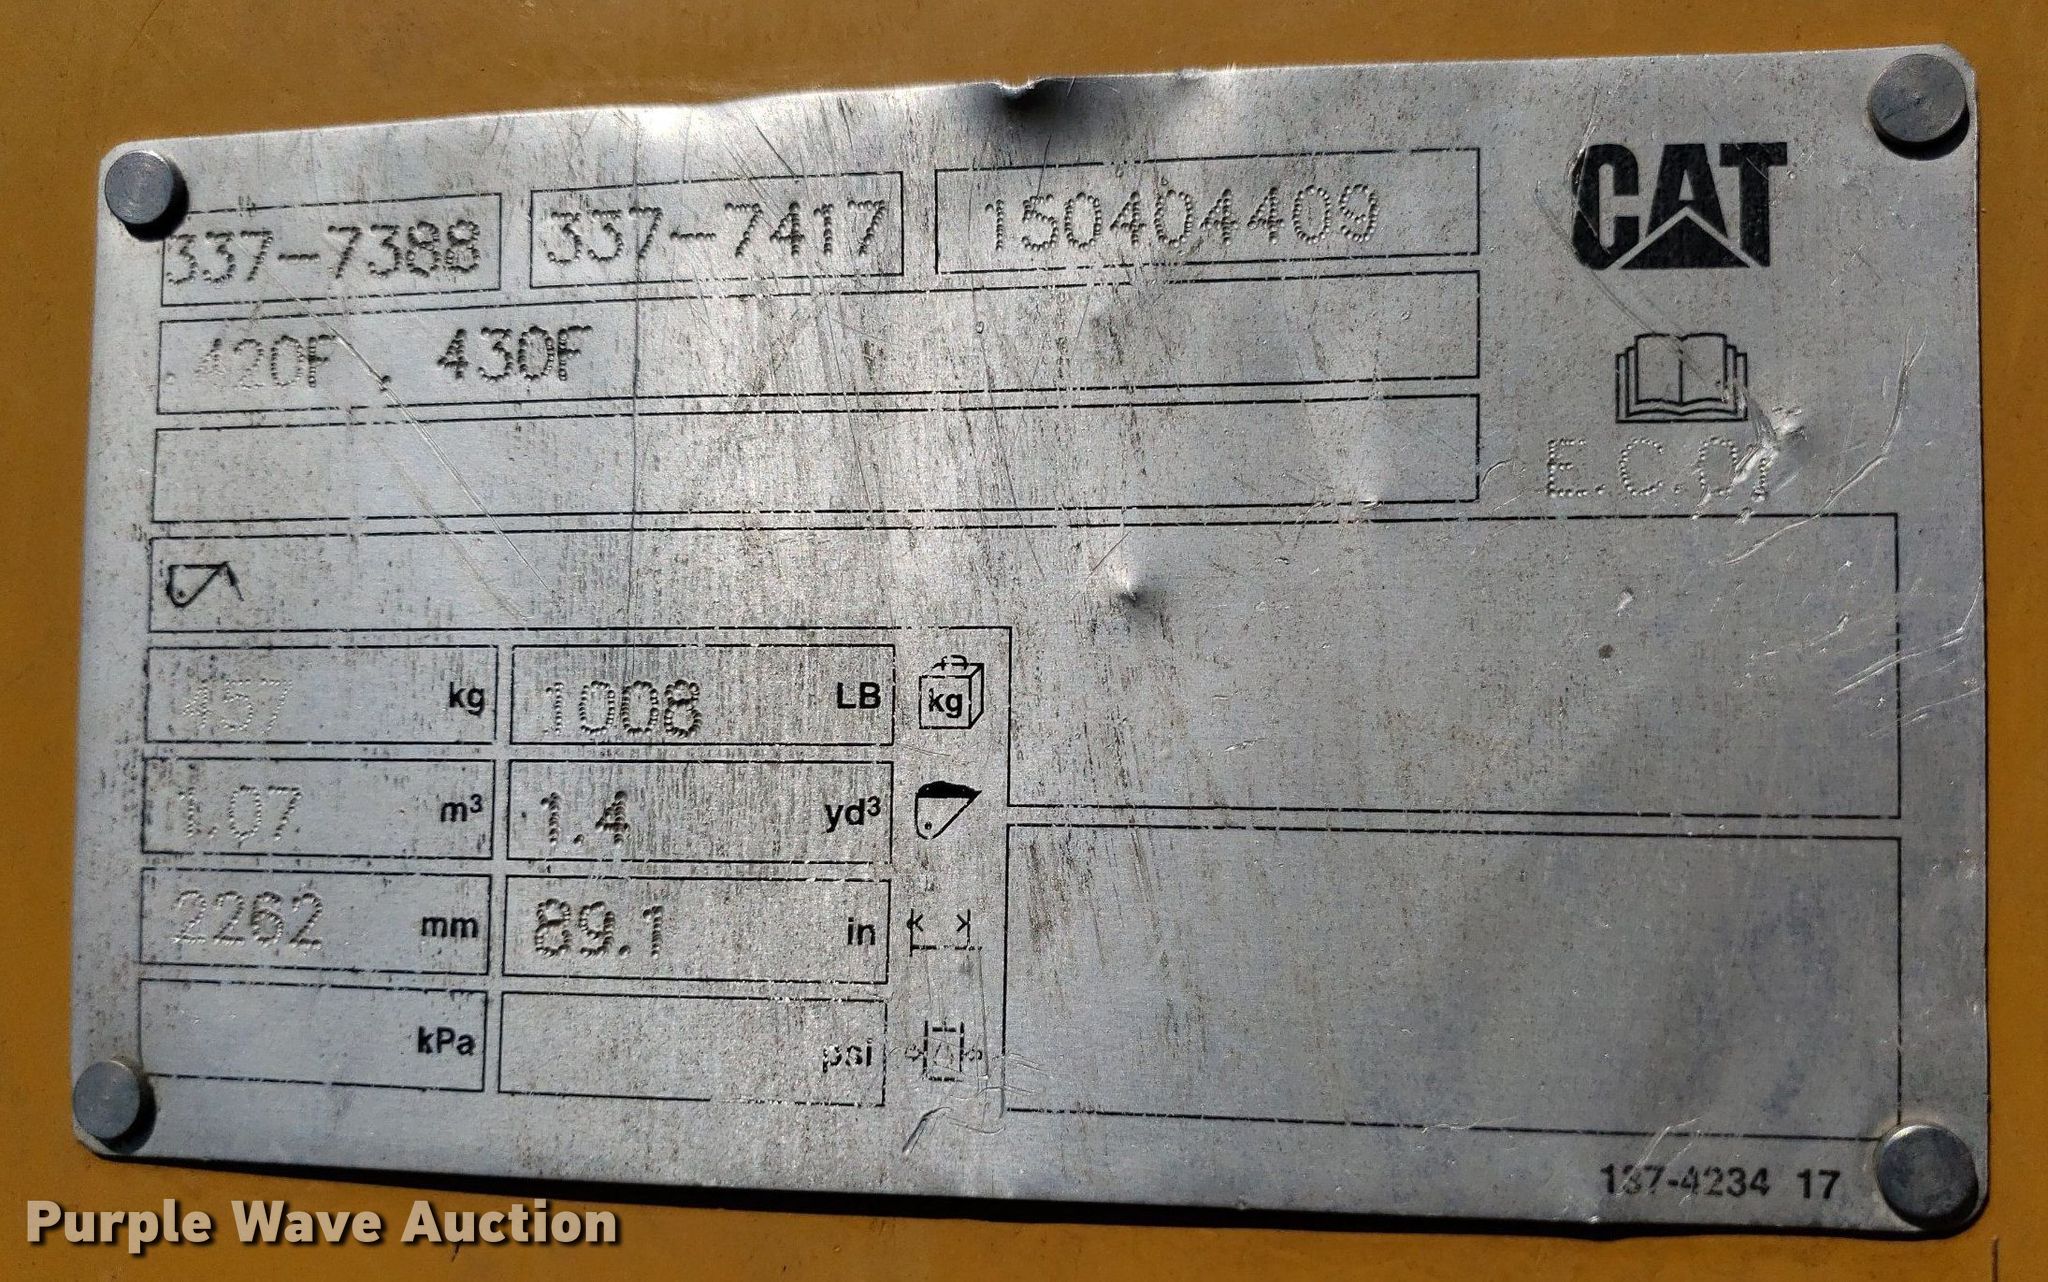 337-7388 337-7417 150404409 CAT
420F , 430F
E.C.01
457 kg 1008 LB kg
1.07 m³ 1.4 yd³
2262 mm 89.1 in
kPa psi
137-4234 17
Purple Wave Auction